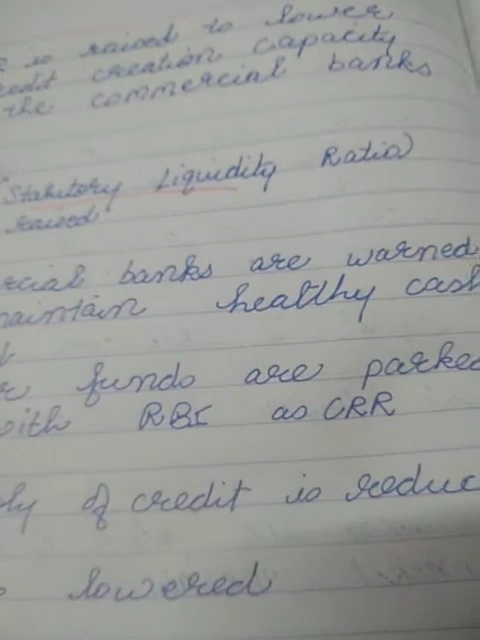 is raised to lower
credit creation capacity
the commercial banks
"Statutory Liquidity Ratio
raised"
banks are warned
maintain healthy cash
funds are parked
with RBI as CRR
of credit is reduc
lowered